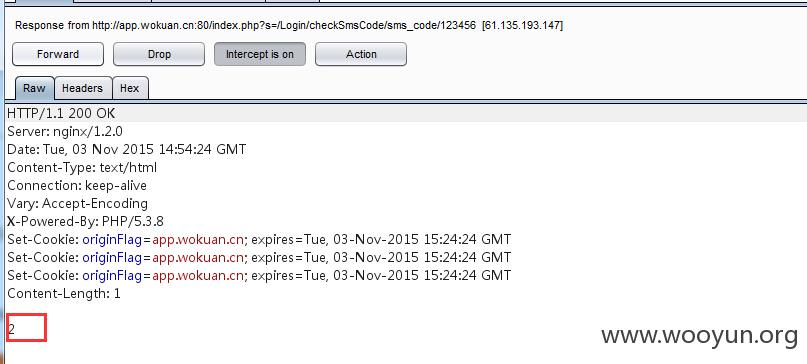 Response from http://app.wokuan.cn:80/index.php?s=/Login/checkSmsCode/sms_code/123456 [61.135.193.147]
Forward Drop Intercept is on Action
Raw Headers Hex
HTTP/1.1 200 OK
Server: nginx/1.2.0
Date: Tue, 03 Nov 2015 14:54:24 GMT
Content-Type: text/html
Connection: keep-alive
Vary: Accept-Encoding
X-Powered-By: PHP/5.3.8
Set-Cookie: originFlag=app.wokuan.cn; expires=Tue, 03-Nov-2015 15:24:24 GMT
Set-Cookie: originFlag=app.wokuan.cn; expires=Tue, 03-Nov-2015 15:24:24 GMT
Set-Cookie: originFlag=app.wokuan.cn; expires=Tue, 03-Nov-2015 15:24:24 GMT
Content-Length: 1
2
www.wooyun.org